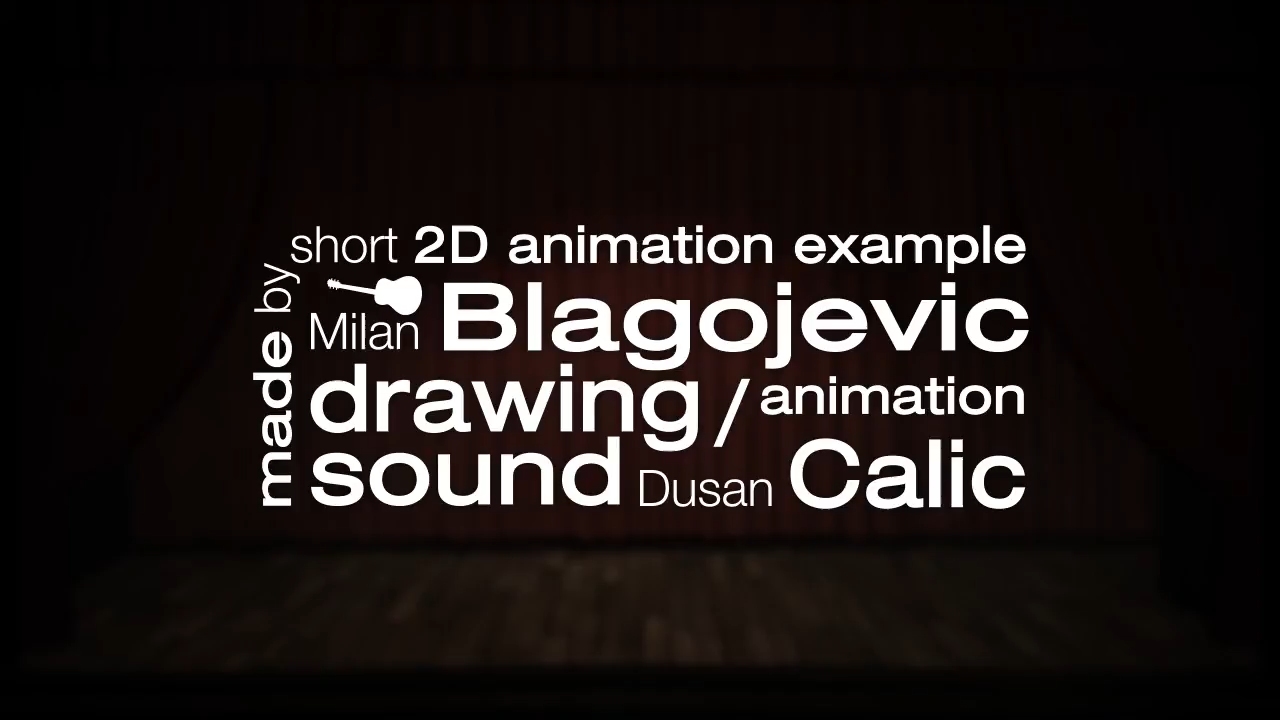 short 2D animation example
made by
Milan Blagojevic
drawing / animation
sound Dusan Calic